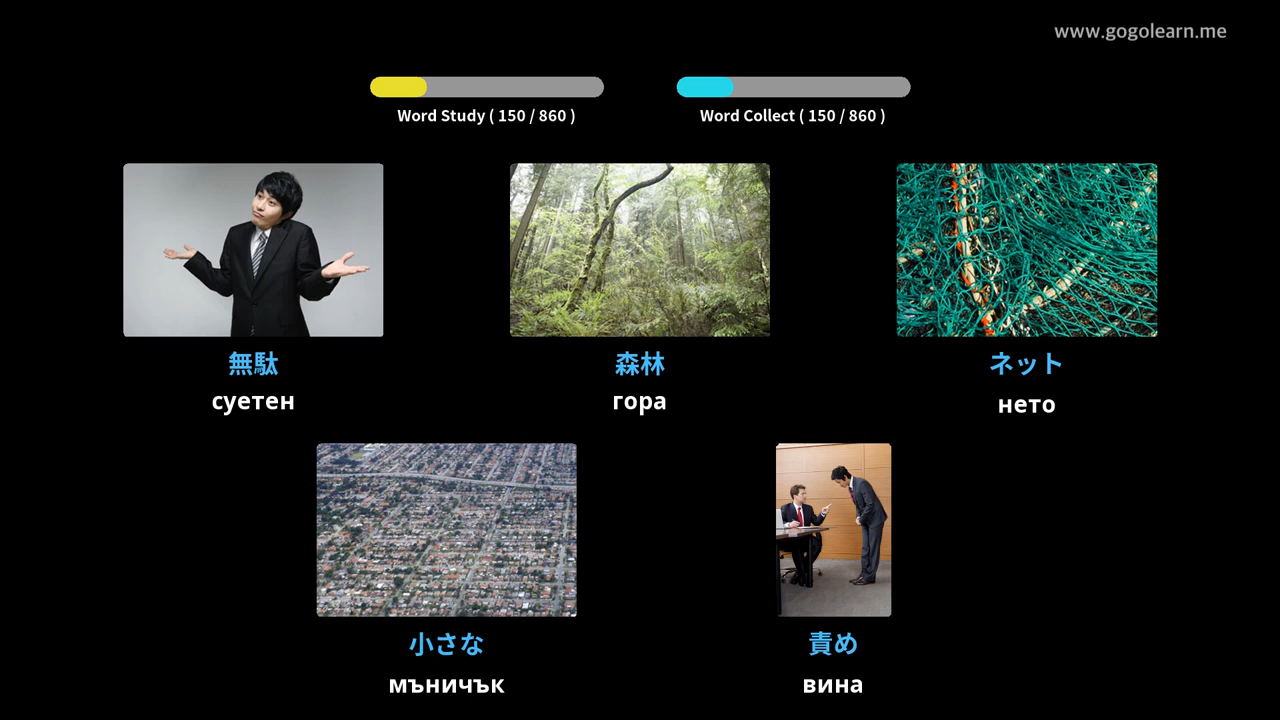 www.gogolearn.me
Word Study ( 150 / 860 )
Word Collect ( 150 / 860 )
無駄
суетен
森林
гора
ネット
нето
小さな
мъничък
責め
вина